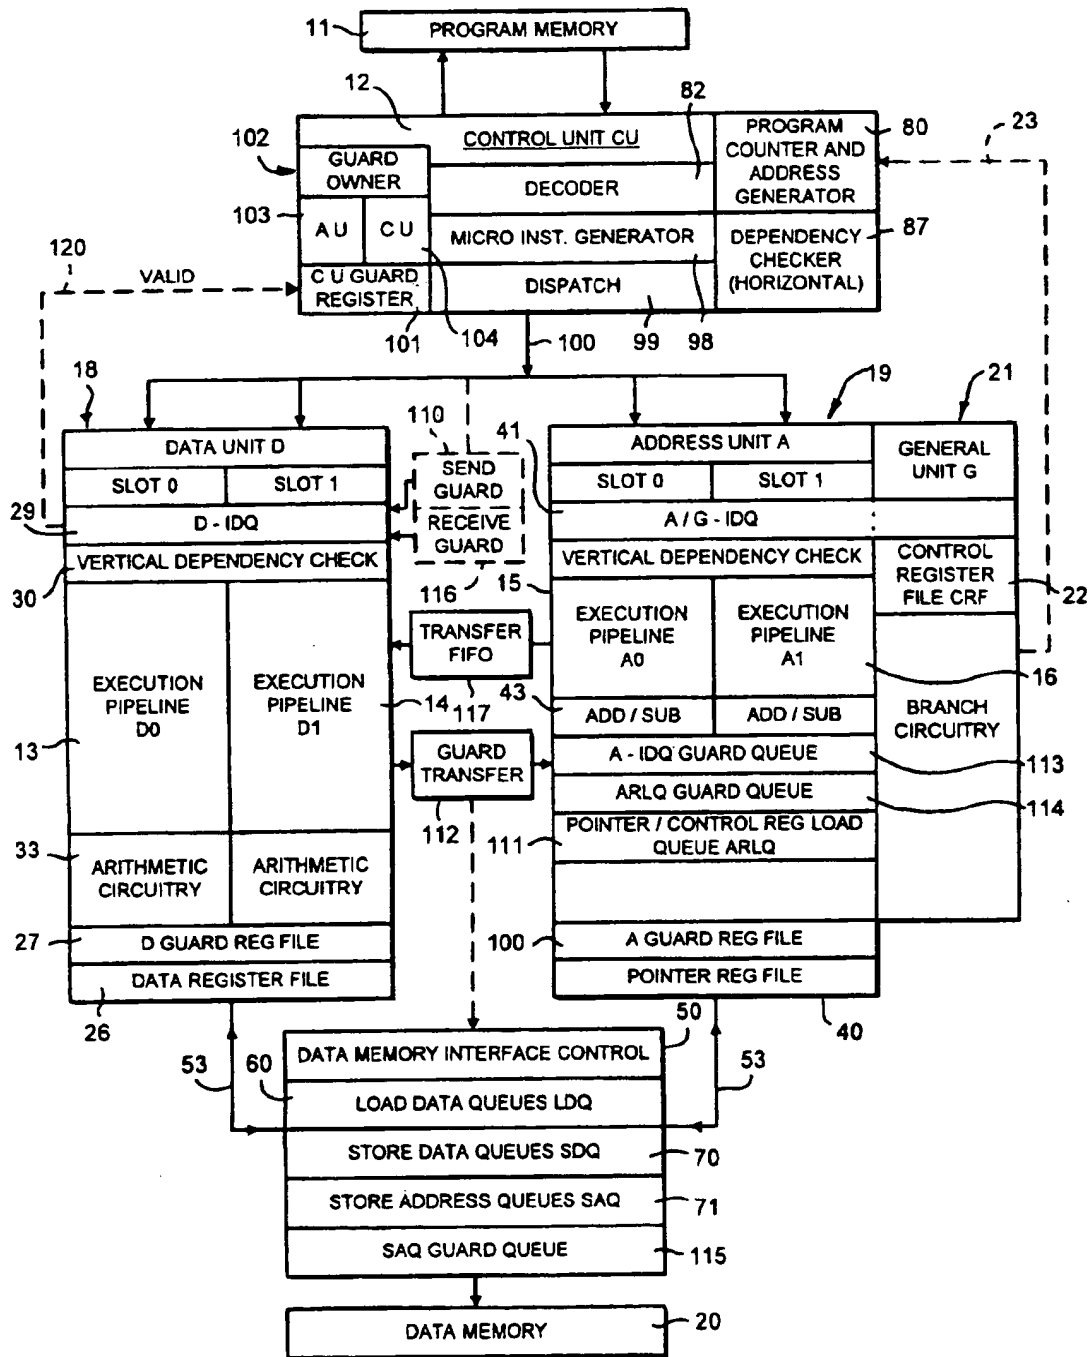 11
PROGRAM MEMORY
12
82
CONTROL UNIT CU
PROGRAM
COUNTER AND
ADDRESS
GENERATOR
80
23
102
GUARD
OWNER
DECODER
103
A U
C U
MICRO INST. GENERATOR
DEPENDENCY
CHECKER
(HORIZONTAL)
87
120
VALID
C U GUARD
REGISTER
DISPATCH
101
104
100
99
98
18
19
21
110
41
DATA UNIT D
SEND
GUARD
ADDRESS UNIT A
GENERAL
UNIT G
SLOT 0
SLOT 1
SLOT 0
SLOT 1
29
D - IDQ
RECEIVE
GUARD
A / G - IDQ
VERTICAL DEPENDENCY CHECK
VERTICAL DEPENDENCY CHECK
CONTROL
REGISTER
FILE CRF
30
116
15
22
EXECUTION
PIPELINE
D0
EXECUTION
PIPELINE
D1
TRANSFER
FIFO
EXECUTION
PIPELINE
A0
EXECUTION
PIPELINE
A1
16
13
14
117
43
ADD / SUB
ADD / SUB
BRANCH
CIRCUITRY
GUARD
TRANSFER
A - IDQ GUARD QUEUE
113
112
ARLQ GUARD QUEUE
114
33
ARITHMETIC
CIRCUITRY
ARITHMETIC
CIRCUITRY
111
POINTER / CONTROL REG LOAD
QUEUE ARLQ
27
D GUARD REG FILE
100
A GUARD REG FILE
DATA REGISTER FILE
POINTER REG FILE
26
40
53
60
DATA MEMORY INTERFACE CONTROL
50
53
LOAD DATA QUEUES LDQ
STORE DATA QUEUES SDQ
70
STORE ADDRESS QUEUES SAQ
71
SAQ GUARD QUEUE
115
DATA MEMORY
20